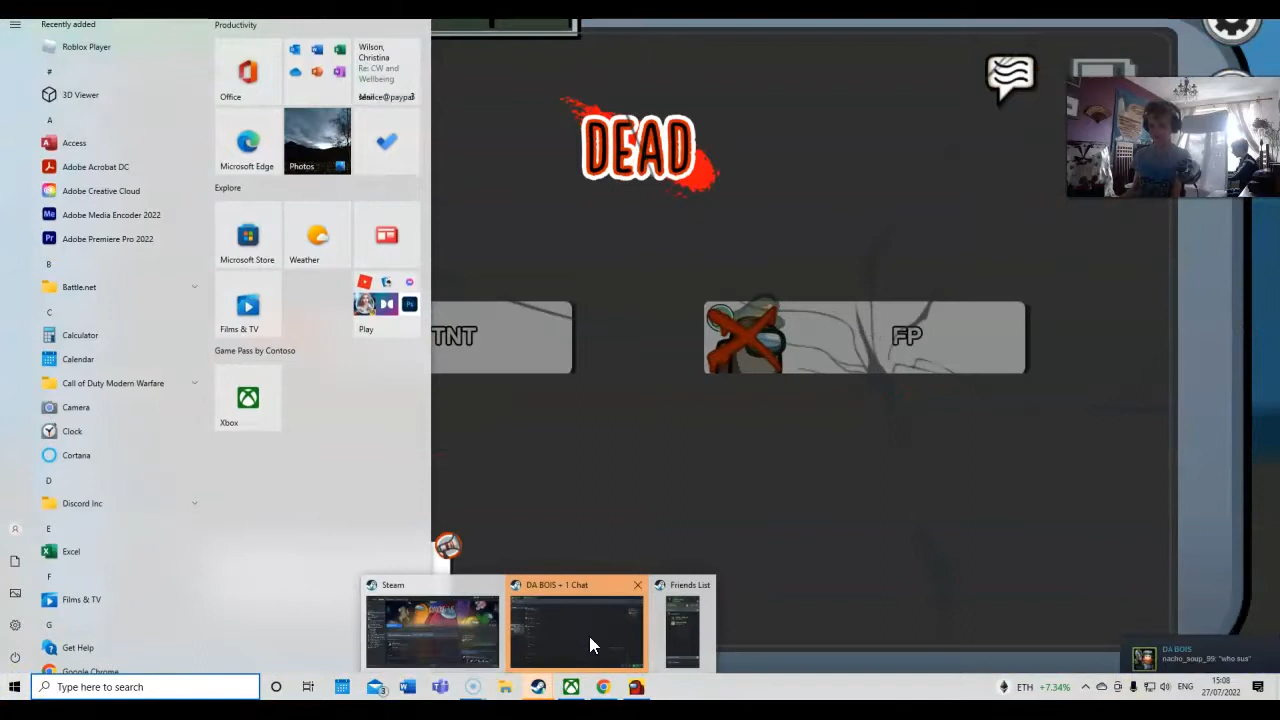 Recently added
Roblox Player
#
3D Viewer
A
Access
Adobe Acrobat DC
Adobe Creative Cloud
Adobe Media Encoder 2022
Adobe Premiere Pro 2022
B
Battle.net
C
Calculator
Calendar
Call of Duty Modern Warfare
Camera
Clock
Cortana
D
Discord Inc
E
Excel
F
Films & TV
G
Get Help
Google Chrome
Productivity
Office
Wilson,
Christina
Re: CW and
Wellbeing
3
Microsoft Edge
Photos
Explore
Microsoft Store
Weather
Films & TV
Play
Game Pass by Contoso
Xbox
DEAD
TNT
FP
Steam
DA BOIS + 1 Chat
Friends List
DA BOIS
nacho_soup_99: "who sus"
Type here to search
3
ETH +7.34%
ENG
15:08
27/07/2022